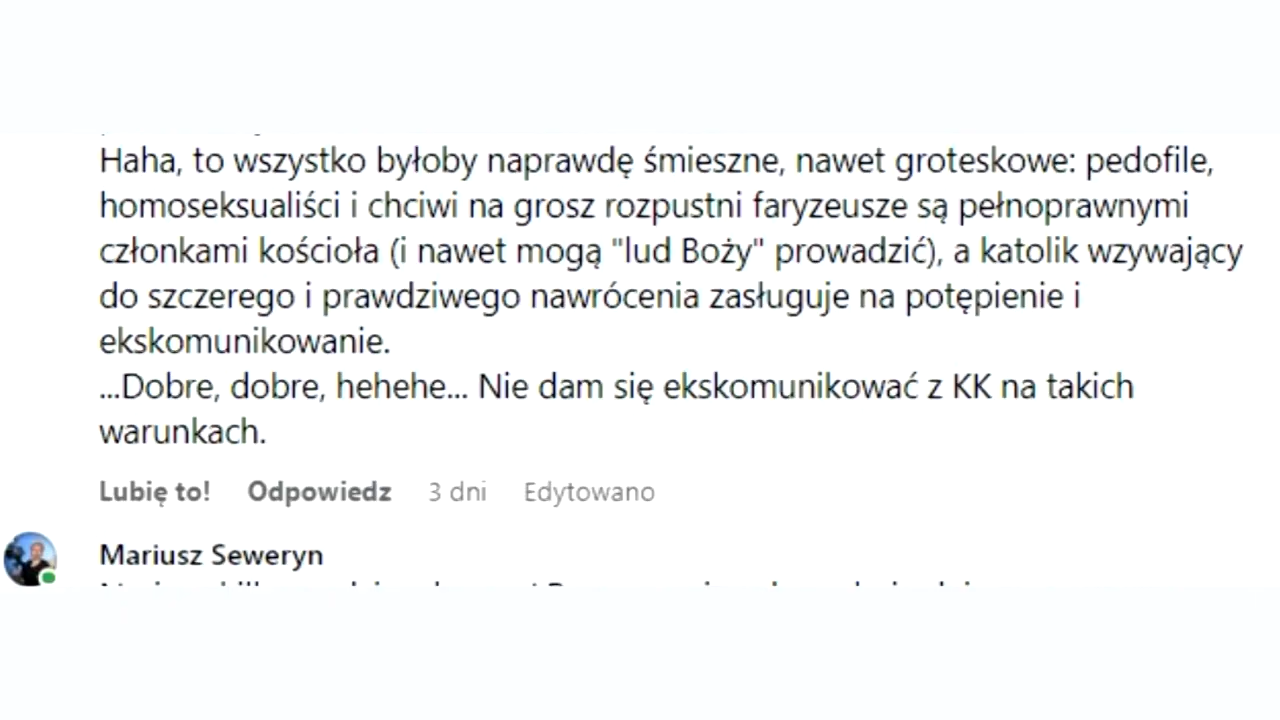 Haha, to wszystko byłoby naprawdę śmieszne, nawet groteskowe: pedofile,
homoseksualiści i chciwi na grosz rozpustni faryzeusze są pełnoprawnymi
członkami kościoła (i nawet mogą "lud Boży" prowadzić), a katolik wzywający
do szczerego i prawdziwego nawrócenia zasługuje na potępienie i
ekskomunikowanie.
...Dobre, dobre, hehehe... Nie dam się ekskomunikować z KK na takich
warunkach.
Lubię to! Odpowiedz 3 dni Edytowano
Mariusz Seweryn